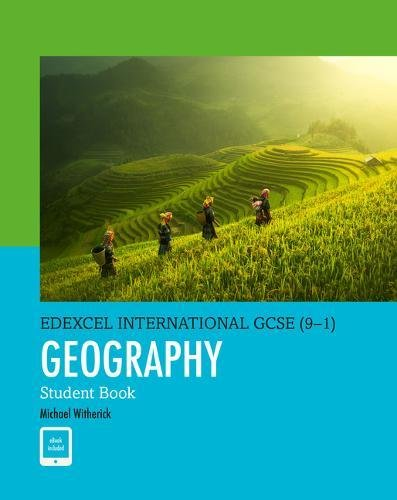 EDEXCEL INTERNATIONAL GCSE (9–1)
GEOGRAPHY
Student Book
Michael Witherick
eBook
included